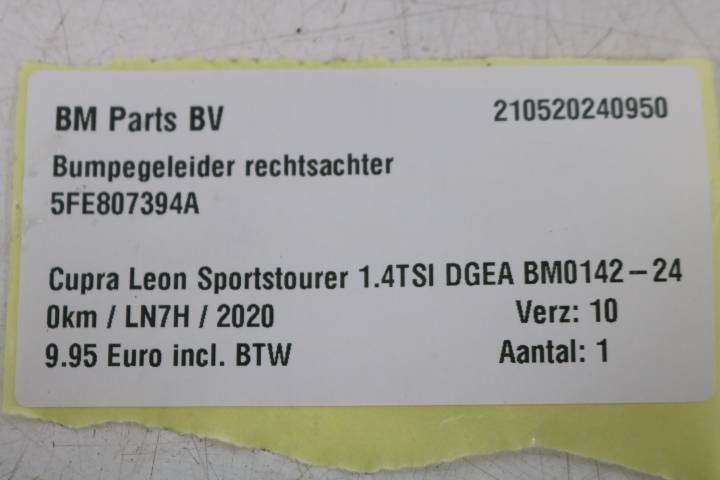 BM Parts BV 210520240950
Bumpegeleider rechtsachter
5FE807394A
Cupra Leon Sportstourer 1.4TSI DGEA BM0142-24
0km / LN7H / 2020 Verz: 10
9.95 Euro incl. BTW Aantal: 1